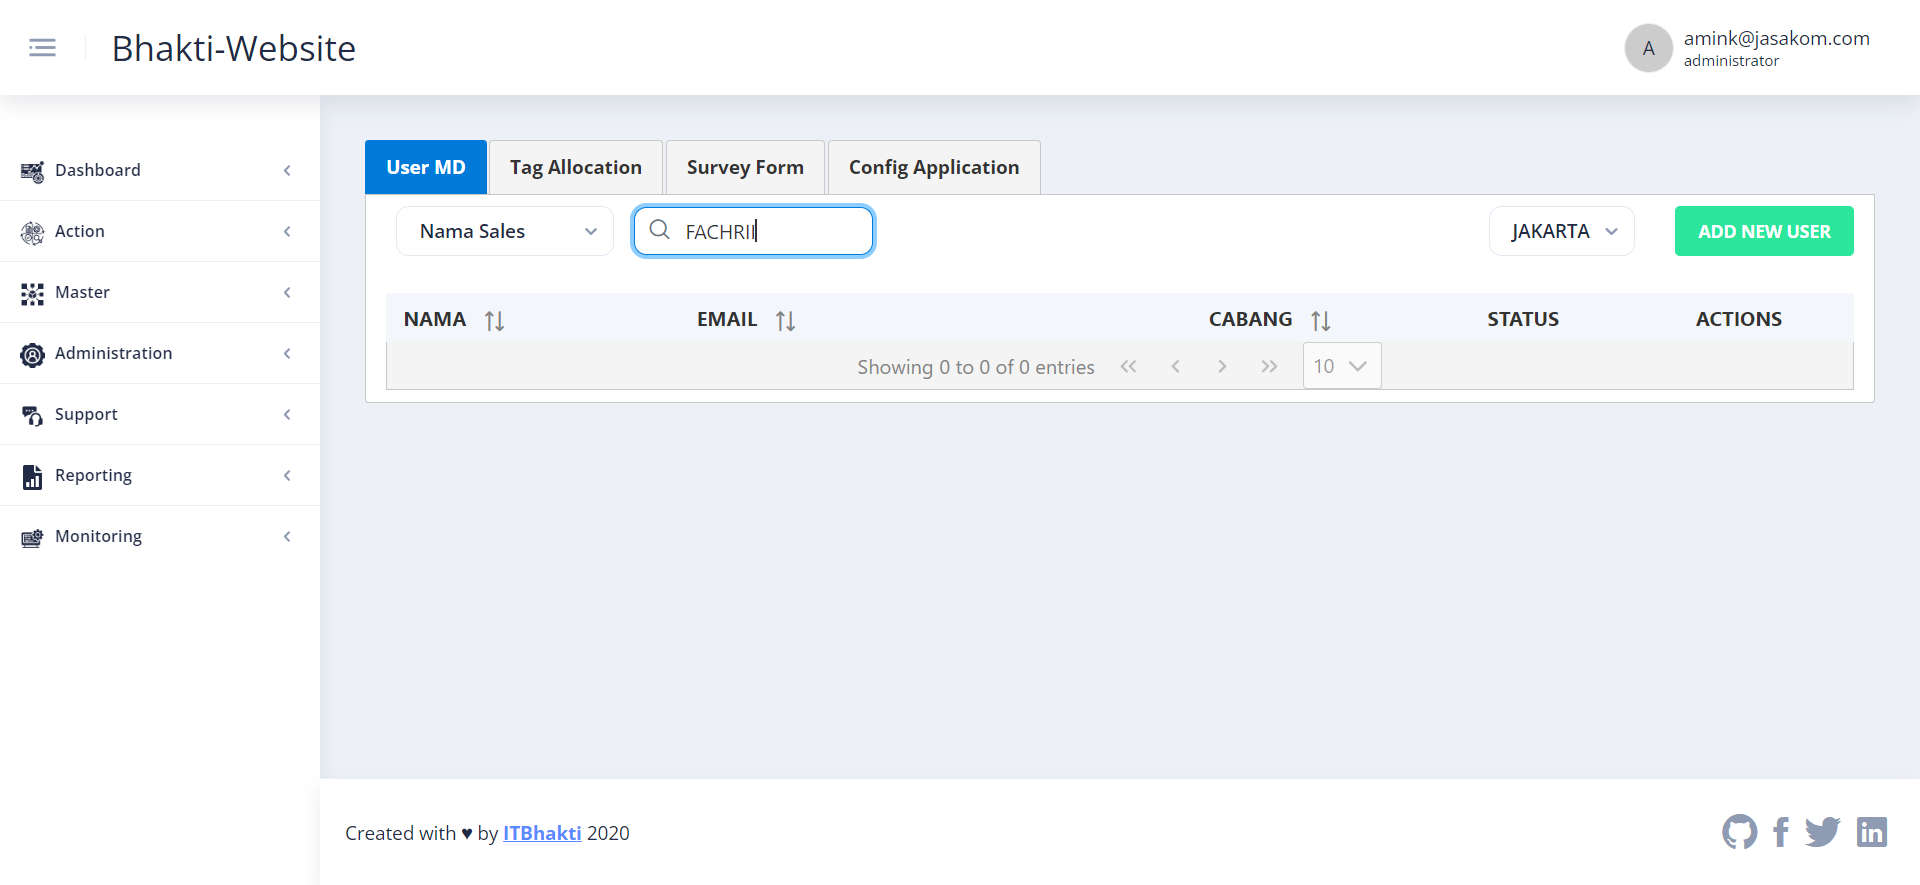 Bhakti-Website
A
amink@jasakom.com
administrator
Dashboard
Action
Master
Administration
Support
Reporting
Monitoring
User MD
Tag Allocation
Survey Form
Config Application
Nama Sales
FACHRII
JAKARTA
ADD NEW USER
NAMA
EMAIL
CABANG
STATUS
ACTIONS
Showing 0 to 0 of 0 entries
10
Created with ♥ by ITBhakti 2020